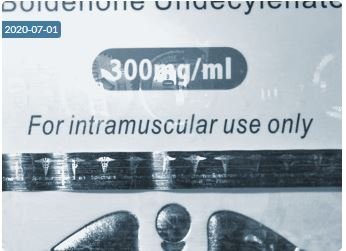 Boldenone Undecylenate
2020-07-01
300mg/ml
For intramuscular use only